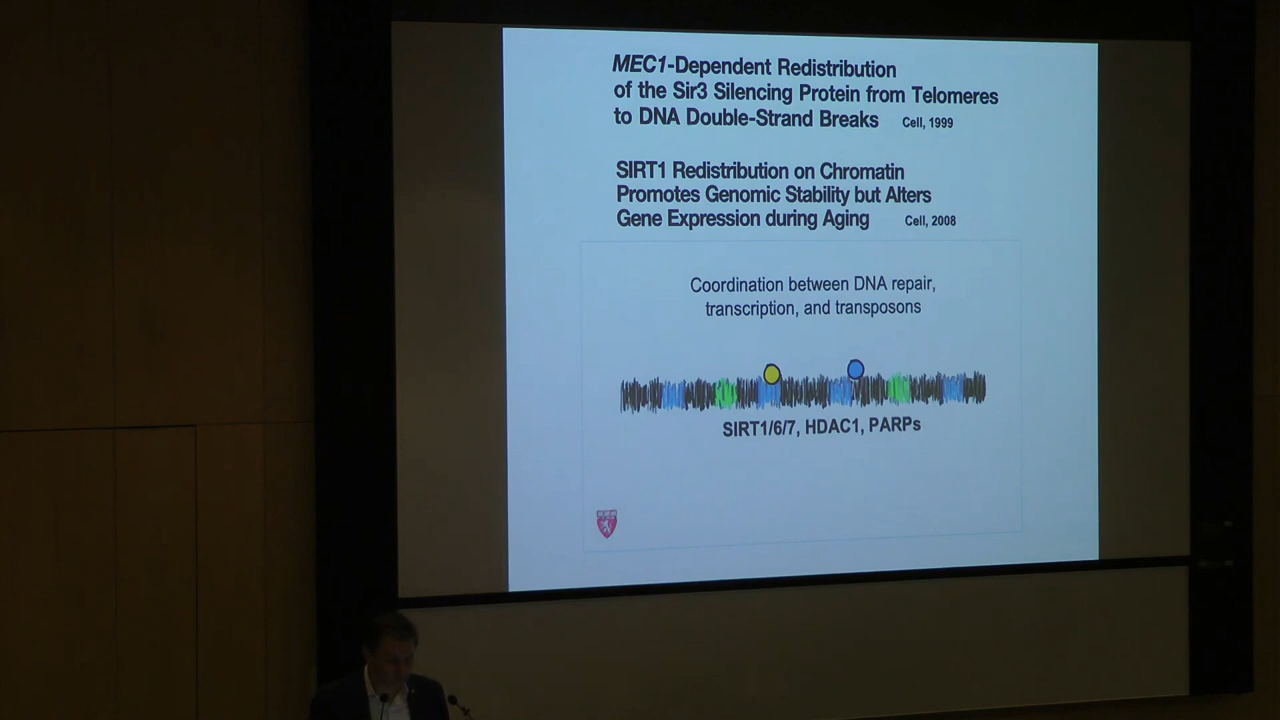 MEC1-Dependent Redistribution
of the Sir3 Silencing Protein from Telomeres
to DNA Double-Strand Breaks Cell, 1999
SIRT1 Redistribution on Chromatin
Promotes Genomic Stability but Alters
Gene Expression during Aging Cell, 2008
Coordination between DNA repair,
transcription, and transposons
SIRT1/6/7, HDAC1, PARPs